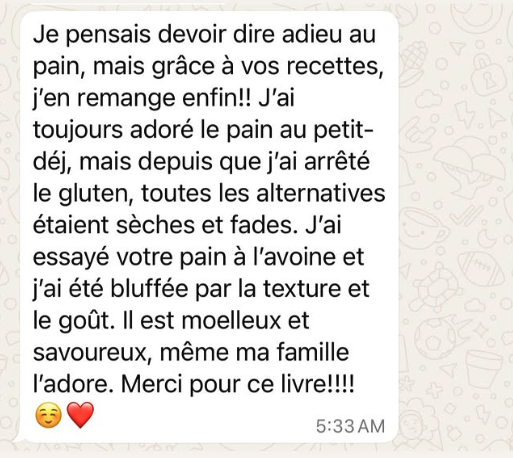 Je pensais devoir dire adieu au
pain, mais grâce à vos recettes,
j’en remange enfin!! J’ai
toujours adoré le pain au petit-
déj, mais depuis que j’ai arrêté
le gluten, toutes les alternatives
étaient sèches et fades. J’ai
essayé votre pain à l’avoine et
j’ai été bluffée par la texture et
le goût. Il est moelleux et
savoureux, même ma famille
l’adore. Merci pour ce livre!!!!
☺️❤️
5:33 AM